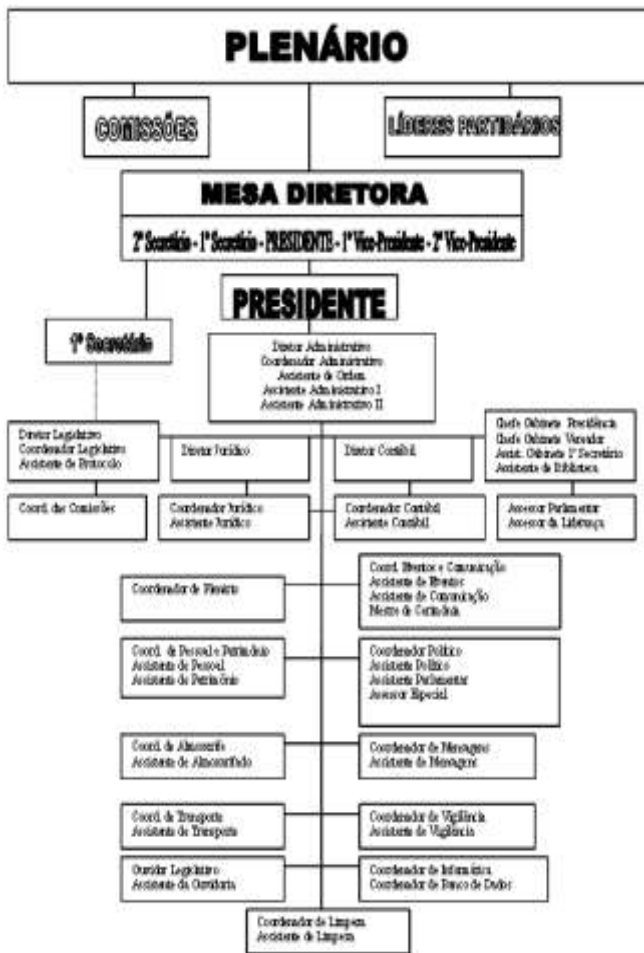 PLENÁRIO
COMISSÕES
LÍDERES PARTIDÁRIOS
MESA DIRETORA
2º Secretário - 1º Secretário - PRESIDENTE - 1º Vice-Presidente - 2º Vice-Presidente
PRESIDENTE
1º Secretário
Diretor Administrativo
Coordenador Administrativo
Assistente de Ordem
Assistente Administrativo I
Assistente Administrativo II
Diretor Legislativo
Coordenador Legislativo
Assistente de Protocolo
Diretor Jurídico
Diretor Contábil
Chefe Gabinete Presidência
Chefe Gabinete Vereador
Assist. Gabinete 1º Secretário
Assistente de Biblioteca
Coord. das Comissões
Coordenador Jurídico
Assistente Jurídico
Coordenador Contábil
Assistente Contábil
Assessor Parlamentar
Assessor da Liderança
Coordenador de Plenário
Coord. Eventos e Comunicação
Assistente de Eventos
Assistente de Comunicação
Mestre de Cerimônia
Coord. de Pessoal e Patrimônio
Assistente de Pessoal
Assistente de Patrimônio
Coordenador Político
Assistente Político
Assistente Parlamentar
Assessor Especial
Coord. de Almoxarife
Assistente de Almoxarifado
Coordenador de Mensagens
Assistente de Mensagens
Coord. de Transporte
Assistente de Transporte
Coordenador de Vigilância
Assistente de Vigilância
Ouvidor Legislativo
Assistente da Ouvidoria
Coordenador de Informática
Coordenador de Banco de Dados
Coordenador de Limpeza
Assistente de Limpeza